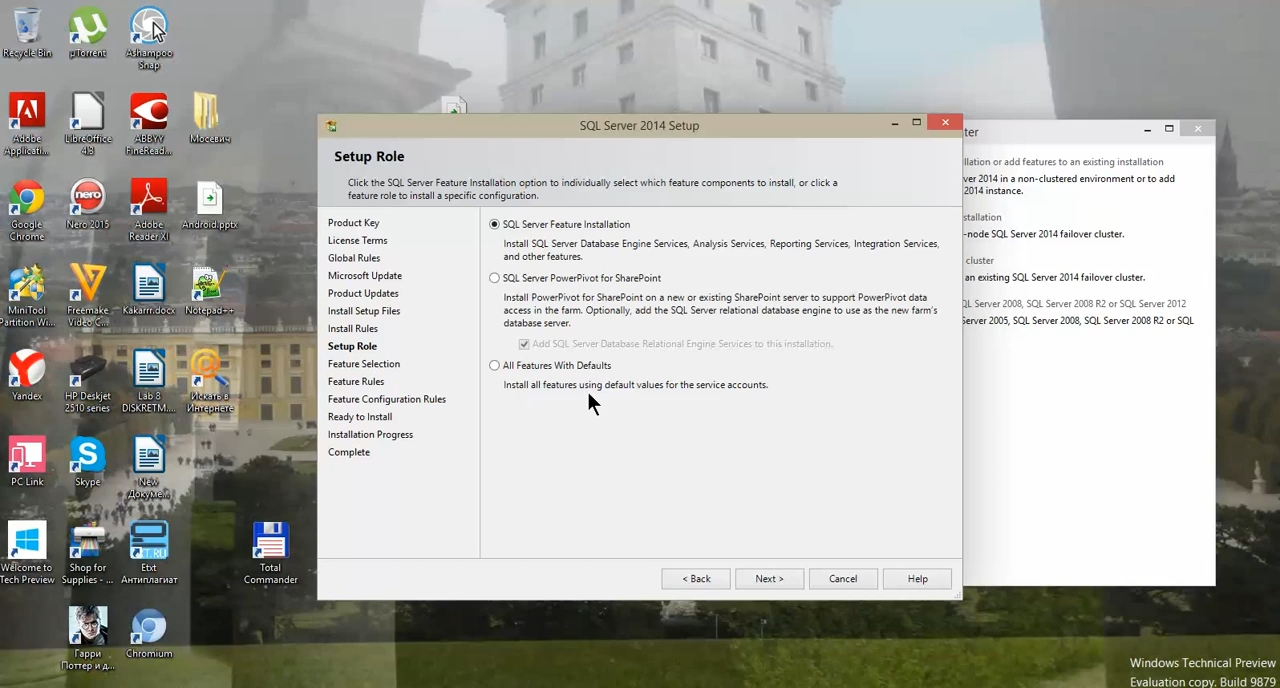 Recycle Bin
µTorrent
Ashampoo
Snap
Adobe
Applicati...
LibreOffice
4.3
ABBYY
FineRead...
Мосевич
Google
Chrome
nero
Nero 2015
Adobe
Reader XI
Android.pptx
MiniTool
Partition Wi...
Freemake
Video C...
Kakarrr.docx
Notepad++
Yandex
HP Deskjet
2510 series
Lab 8
DISKRETM....
Искать в
Интернете
PC Link
Skype
New
Докуме...
Welcome to
Tech Preview
Shop for
Supplies - ...
TXT.RU
Etxt
Антиплагиат
Total
Commander
Гарри
Поттер и д...
Chromium
SQL Server 2014 Setup
Setup Role
Click the SQL Server Feature Installation option to individually select which feature components to install, or click a
feature role to install a specific configuration.
Product Key
License Terms
Global Rules
Microsoft Update
Product Updates
Install Setup Files
Install Rules
Setup Role
Feature Selection
Feature Rules
Feature Configuration Rules
Ready to Install
Installation Progress
Complete
SQL Server Feature Installation
Install SQL Server Database Engine Services, Analysis Services, Reporting Services, Integration Services,
and other features.
SQL Server PowerPivot for SharePoint
Install PowerPivot for SharePoint on a new or existing SharePoint server to support PowerPivot data
access in the farm. Optionally, add the SQL Server relational database engine to use as the new farm's
database server.
Add SQL Server Database Relational Engine Services to this installation.
All Features With Defaults
Install all features using default values for the service accounts.
< Back
Next >
Cancel
Help
ter
llation or add features to an existing installation
ver 2014 in a non-clustered environment or to add
2014 instance.
stallation
-node SQL Server 2014 failover cluster.
cluster
an existing SQL Server 2014 failover cluster.
QL Server 2008, SQL Server 2008 R2 or SQL Server 2012
erver 2005, SQL Server 2008, SQL Server 2008 R2 or SQL
Windows Technical Preview
Evaluation copy. Build 9879